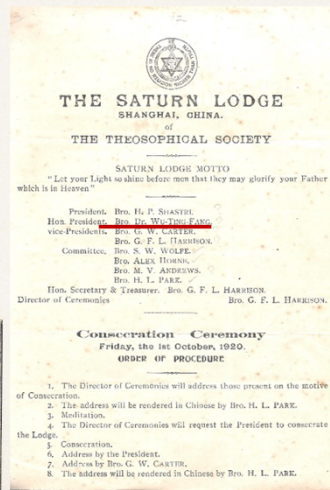 THE SATURN LODGE
SHANGHAI, CHINA.
of
THE THEOSOPHICAL SOCIETY
SATURN LODGE MOTTO
"Let your Light so shine before men that they may glorify your Father
which is in Heaven"
President. Bro. H. P. SHASTRI.
Hon. President. Bro. Dr. WU-TING-FANG.
vice-Presidents. Bro. G. W. CARTER.
Bro. G. F. L. HARRISON.
Committee. Bro. S. W. WOLFE.
Bro. ALEX HORNE.
Bro. M. V. ANDREWS.
Bro. H. L. PARK.
Hon. Secretary & Treasurer. Bro. G. F. L. HARRISON.
Director of Ceremonies Bro. G. F. L. HARRISON.
Consecration Ceremony
Friday, the 1st October, 1920.
ORDER OF PROCEDURE
1. The Director of Ceremonies will address those present on the motive
of Consecration.
2. The address will be rendered in Chinese by Bro. H. L. PARK.
3. Meditation.
4. The Director of Ceremonies will request the President to consecrate
the Lodge.
5. Consecration.
6. Address by the President.
7. Address by Bro. G. W. CARTER.
8. The address will be rendered in Chinese by Bro. H. L. PARK.